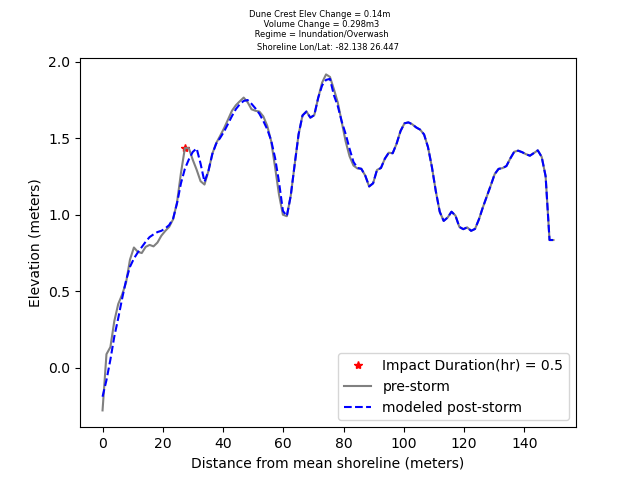 Dune Crest Elev Change = 0.14m
Volume Change = 0.298m3
Regime = Inundation/Overwash
Shoreline Lon/Lat: -82.138 26.447
2.0
1.5
1.0
0.5
0.0
Elevation (meters)
Impact Duration(hr) = 0.5
pre-storm
modeled post-storm
0 20 40 60 80 100 120 140
Distance from mean shoreline (meters)